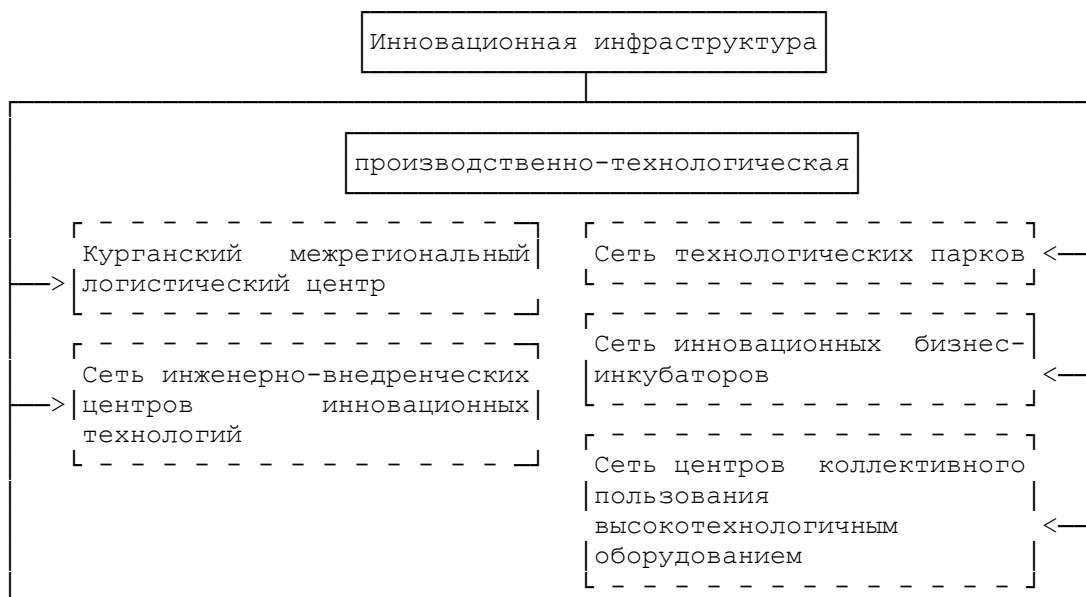 Инновационная инфраструктура
производственно-технологическая
Курганский межрегиональный
логистический центр
Сеть инженерно-внедренческих
центров инновационных
технологий
Сеть технологических парков
Сеть инновационных бизнес-
инкубаторов
Сеть центров коллективного
пользования
высокотехнологичным
оборудованием